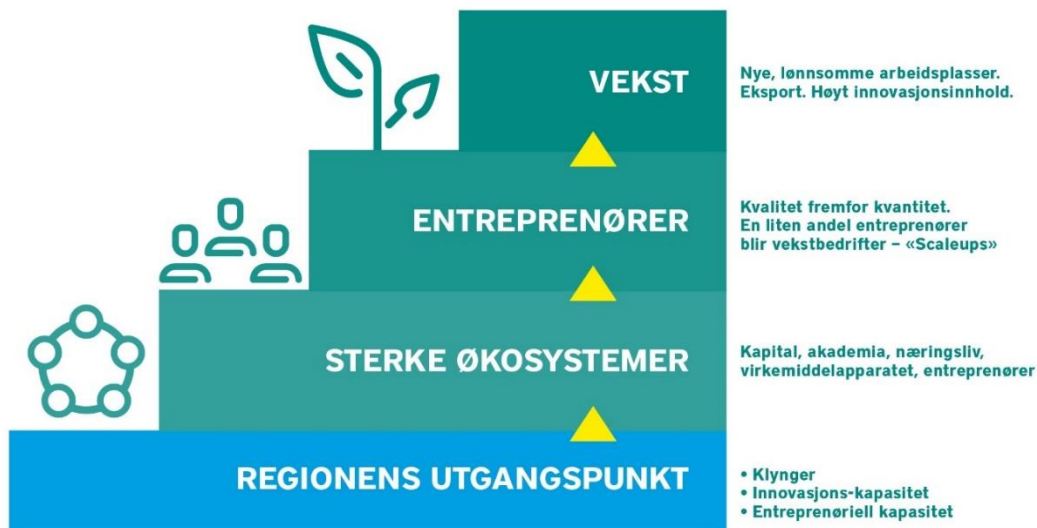 VEKST
Nye, lønnsomme arbeidsplasser.
Eksport. Høyt innovasjonsinnhold.
ENTREPRENØRER
Kvalitet fremfor kvantitet.
En liten andel entreprenører
blir vekstbedrifter – «Scaleups»
STERKE ØKOSYSTEMER
Kapital, akademia, næringsliv,
virkemiddelapparatet, entreprenører
REGIONENS UTGANGSPUNKT
• Klynger
• Innovasjons-kapasitet
• Entreprenøriell kapasitet